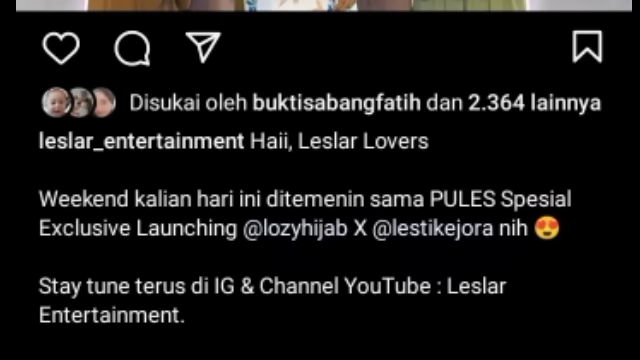 Disukai oleh buktisabangfatih dan 2.364 lainnya
leslar_entertainment Haii, Leslar Lovers
Weekend kalian hari ini ditemenin sama PULES Spesial
Exclusive Launching @lozyhijab X @lestikejora nih 😍
Stay tune terus di IG & Channel YouTube : Leslar
Entertainment.